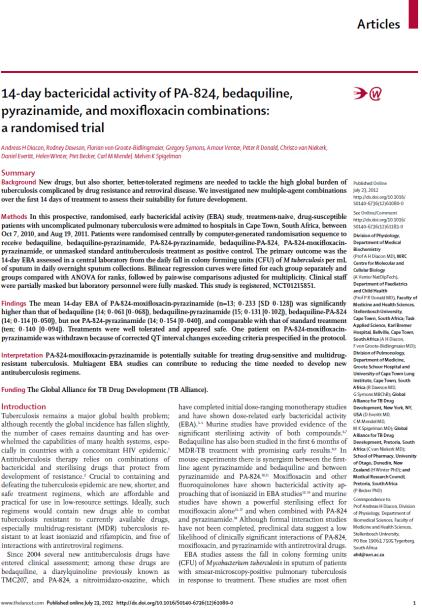 Articles
14-day bactericidal activity of PA-824, bedaquiline,
pyrazinamide, and moxifloxacin combinations:
a randomised trial
Andreas H Diacon, Rodney Dawson, Florian von Groote-Bidlingmaier, Gregory Symons, Amour Venter, Peter R Donald, Christo van Niekerk,
Daniel Everitt, Helen Winter, Piet Becker, Carl M Mendel, Melvin K Spigelman
Summary
Background New drugs, but also shorter, better-tolerated regimens are needed to tackle the high global burden of
tuberculosis complicated by drug resistance and retroviral disease. We investigated new multiple-agent combinations
over the first 14 days of treatment to assess their suitability for future development.
Methods In this prospective, randomised, early bactericidal activity (EBA) study, treatment-naive, drug-susceptible
patients with uncomplicated pulmonary tuberculosis were admitted to hospitals in Cape Town, South Africa, between
Oct 7, 2010, and Aug 19, 2011. Patients were randomised centrally by computer-generated randomisation sequence to
receive bedaquiline, bedaquiline-pyrazinamide, PA-824-pyrazinamide, bedaquiline-PA-824, PA-824-moxifloxacin-
pyrazinamide, or unmasked standard antituberculosis treatment as positive control. The primary outcome was the
14-day EBA assessed in a central laboratory from the daily fall in colony forming units (CFU) of M tuberculosis per mL
of sputum in daily overnight sputum collections. Bilinear regression curves were fitted for each group separately and
groups compared with ANOVA for ranks, followed by pair-wise comparisons adjusted for multiplicity. Clinical staff
were partially masked but laboratory personnel were fully masked. This study is registered, NCT01215851.
Findings The mean 14-day EBA of PA-824-moxifloxacin-pyrazinamide (n=13; 0·233 [SD 0·128]) was significantly
higher than that of bedaquiline (14; 0·061 [0·068]), bedaquiline-pyrazinamide (15; 0·131 [0·102]), bedaquiline-PA-824
(14; 0·114 [0·050]), but not PA-824-pyrazinamide (14; 0·154 [0·040]), and comparable with that of standard treatment
(ten; 0·140 [0·094]). Treatments were well tolerated and appeared safe. One patient on PA-824-moxifloxacin-
pyrazinamide was withdrawn because of corrected QT interval changes exceeding criteria prespecified in the protocol.
Interpretation PA-824-moxifloxacin-pyrazinamide is potentially suitable for treating drug-sensitive and multidrug-
resistant tuberculosis. Multiagent EBA studies can contribute to reducing the time needed to develop new
antituberculosis regimens.
Funding The Global Alliance for TB Drug Development (TB Alliance).
Introduction
Tuberculosis remains a major global health problem;
although recently the global incidence has fallen slightly,
the number of cases remains daunting and has over-
whelmed the capabilities of many health systems, espe-
cially in countries with a concomitant HIV epidemic.
Antituberculosis therapy relies on combinations of
bactericidal and sterilising drugs that protect from
development of resistance. Crucial to containing and
defeating the tuberculosis epidemic are new, shorter, and
safe treatment regimens, which are affordable and
practical for use in low-resource settings. Ideally, such
regimens would contain new drugs able to combat
tuberculosis resistant to currently available drugs,
especially multidrug-resistant (MDR) tuberculosis re-
sistant to at least isoniazid and rifampicin, and free of
interactions with antiretroviral regimens.
Since 2004 several new antituberculosis drugs have
entered clinical assessment; among these drugs are
bedaquiline, a diarylquinoline previously known as
TMC207, and PA-824, a nitroimidazo-oxazine, which
have completed initial dose-ranging monotherapy studies
and have shown dose-related early bactericidal activity
(EBA). Murine studies have provided evidence of the
significant sterilising activity of both components.
Bedaquiline has also been studied in the first 6 months of
MDR-TB treatment with promising early results. In
mouse experiments there is synergism between the first-
line agent pyrazinamide and bedaquiline and between
pyrazinamide and PA-824. Moxifloxacin and other
fluoroquinolones have shown bactericidal activity ap-
proaching that of isoniazid in EBA studies and murine
studies have shown a powerful sterilising effect for
moxifloxacin alone and when combined with PA-824
and pyrazinamide. Although formal interaction studies
have not been completed, preclinical data suggest a low
likelihood of clinically significant interactions of PA-824,
moxifloxacin, and pyrazinamide with antiretroviral drugs.
EBA studies assess the fall in colony forming units
(CFU) of Mycobacterium tuberculosis in sputum of patients
with smear-microscopy-positive pulmonary tuberculosis
in response to treatment. These studies are most often
Published Online
July 23, 2012
http://dx.doi.org/10.1016/
S0140-6736(12)61080-0
See Online/Comment
http://dx.doi.org/10.1016/
Division of Physiology,
Department of Medical
Biochemistry
(Prof A H Diacon MD), MRC
Centre for Molecular and
Cellular Biology
(A Venter NatDipTech),
Department of Paediatrics
and Child Health
(Prof P R Donald MD), Faculty of
Medicine and Health Sciences,
Stellenbosch University,
Cape Town, South Africa; Task
Applied Science, Karl Bremer
Hospital, Bellville, Cape Town,
South Africa (A H Diacon,
F von Groote-Bidlingmaier MD);
Division of Pulmonology,
Department of Medicine,
Groote Schuur Hospital and
University of Cape Town Lung
Institute, Cape Town, South
Africa (R Dawson MD,
G Symons MBChB); Global
Alliance for TB Drug
Development, New York, NY,
USA (D Everitt MD,
C M Mendel MD,
M K Spigelman MD); Global
Alliance for TB Drug
Development, Pretoria, South
Africa (C van Niekerk MD);
School of Pharmacy, University
of Otago, Dunedin, New
Zealand (H Winter PhD); and
Medical Research Council,
Pretoria, South Africa
(P Becker PhD)
Correspondence to:
Prof Andreas H Diacon, Division
of Physiology, Department of
Biomedical Sciences, Faculty of
Medicine and Health Sciences,
Stellenbosch University,
PO Box 19063, 7505 Tygerberg,
South Africa
ahd@sun.ac.za
www.thelancet.com Published online July 23, 2012 http://dx.doi.org/10.1016/S0140-6736(12)61080-0
1